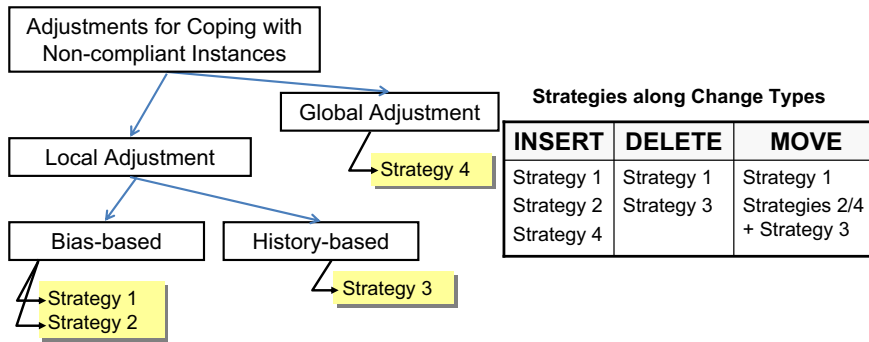 Adjustments for Coping with
Non-compliant Instances
Global Adjustment
Strategy 4
Local Adjustment
Bias-based
Strategy 1
Strategy 2
History-based
Strategy 3
Strategies along Change Types
INSERT DELETE MOVE
Strategy 1 Strategy 1 Strategy 1
Strategy 2 Strategy 3 Strategies 2/4
Strategy 4 + Strategy 3